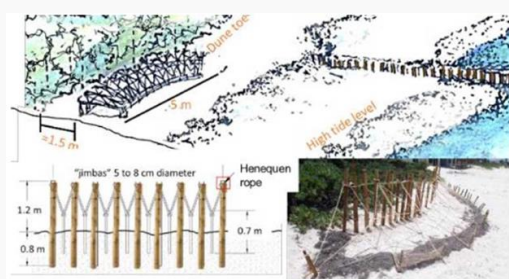 Dune toe
5 m
≈1.5 m
High tide level
"jimbas" 5 to 8 cm diameter
Henequen
rope
1.2 m
0.7 m
0.8 m